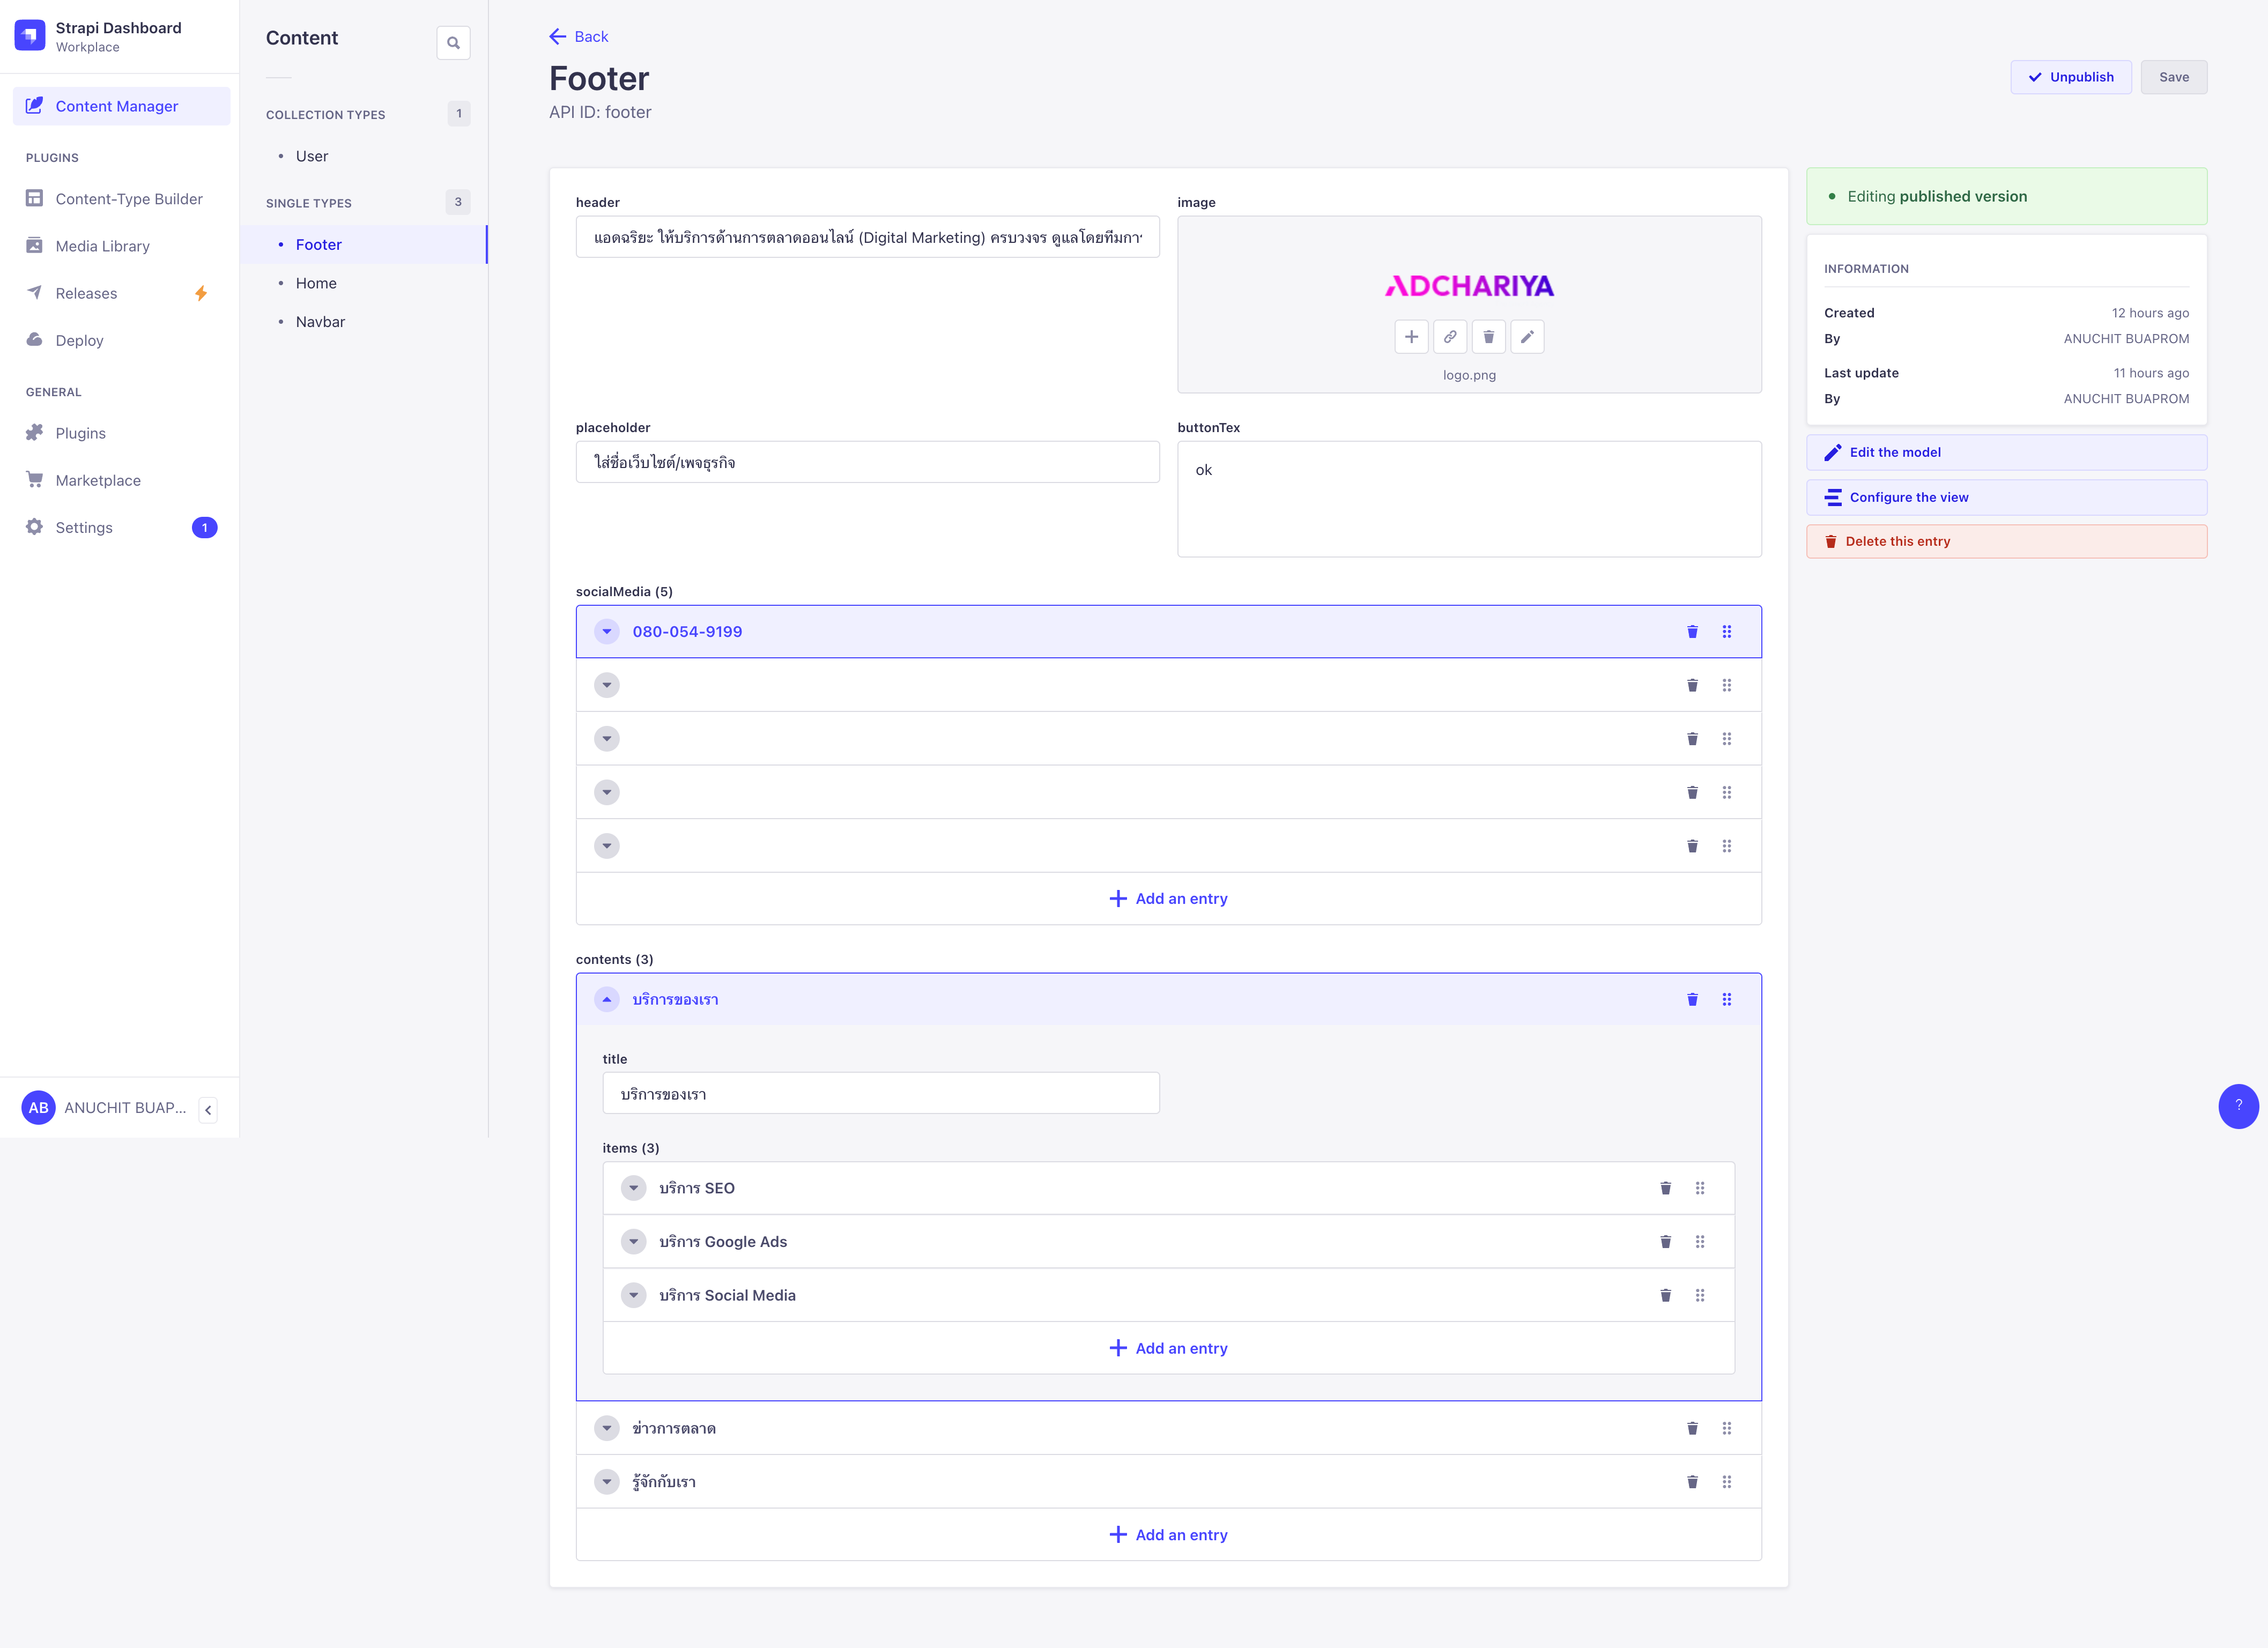 Strapi Dashboard
Workplace
Content Manager
PLUGINS
Content-Type Builder
Media Library
Releases
Deploy
GENERAL
Plugins
Marketplace
Settings
1
AB
ANUCHIT BUAP...
Content
COLLECTION TYPES
1
User
SINGLE TYPES
3
Footer
Home
Navbar
Back
Footer
API ID: footer
Unpublish
Save
header
แอดฉริยะ ให้บริการด้านการตลาดออนไลน์ (Digital Marketing) ครบวงจร ดูแลโดยทีมกา
image
ADCHARIYA
logo.png
placeholder
ใส่ชื่อเว็บไซต์/เพจธุรกิจ
buttonTex
ok
socialMedia (5)
080-054-9199
Add an entry
contents (3)
บริการของเรา
title
บริการของเรา
items (3)
บริการ SEO
บริการ Google Ads
บริการ Social Media
Add an entry
ข่าวการตลาด
รู้จักกับเรา
Add an entry
Editing published version
INFORMATION
Created
12 hours ago
By
ANUCHIT BUAPROM
Last update
11 hours ago
By
ANUCHIT BUAPROM
Edit the model
Configure the view
Delete this entry
?